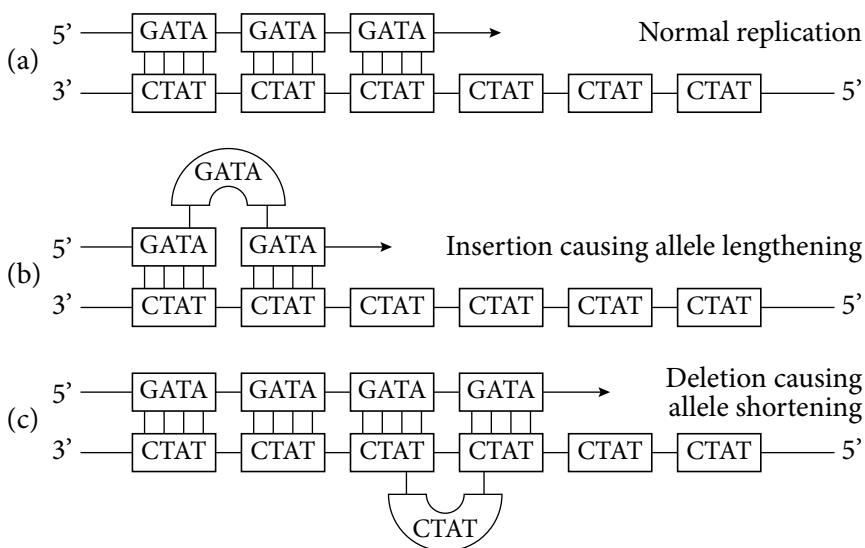 5’ GATA GATA GATA Normal replication
(a)
3’ CTAT CTAT CTAT CTAT CTAT CTAT 5’
GATA
5’ GATA GATA Insertion causing allele lengthening
(b)
3’ CTAT CTAT CTAT CTAT CTAT CTAT 5’
5’ GATA GATA GATA GATA Deletion causing
allele shortening
(c)
3’ CTAT CTAT CTAT CTAT CTAT CTAT 5’
CTAT